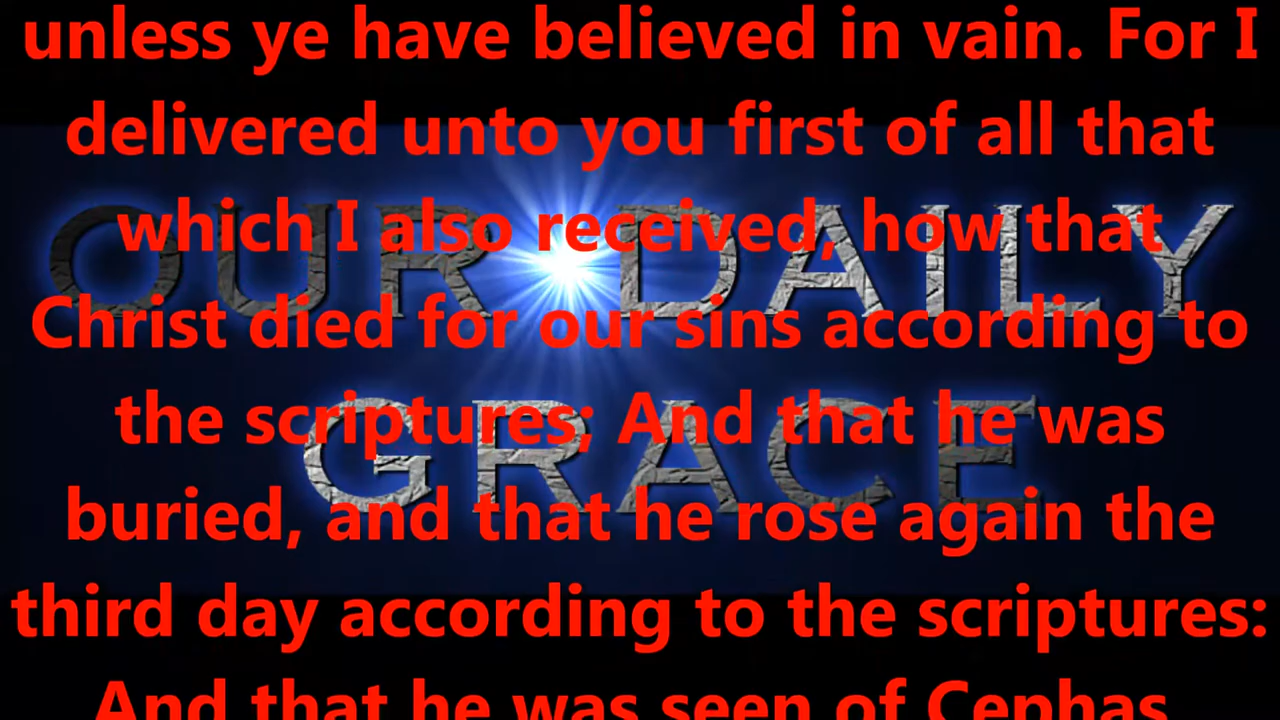 unless ye have believed in vain. For I
delivered unto you first of all that
which I also received, how that
Christ died for our sins according to
the scriptures; And that he was
buried, and that he rose again the
third day according to the scriptures:
And that he was seen of Cephas
OUR DAILY
GRACE